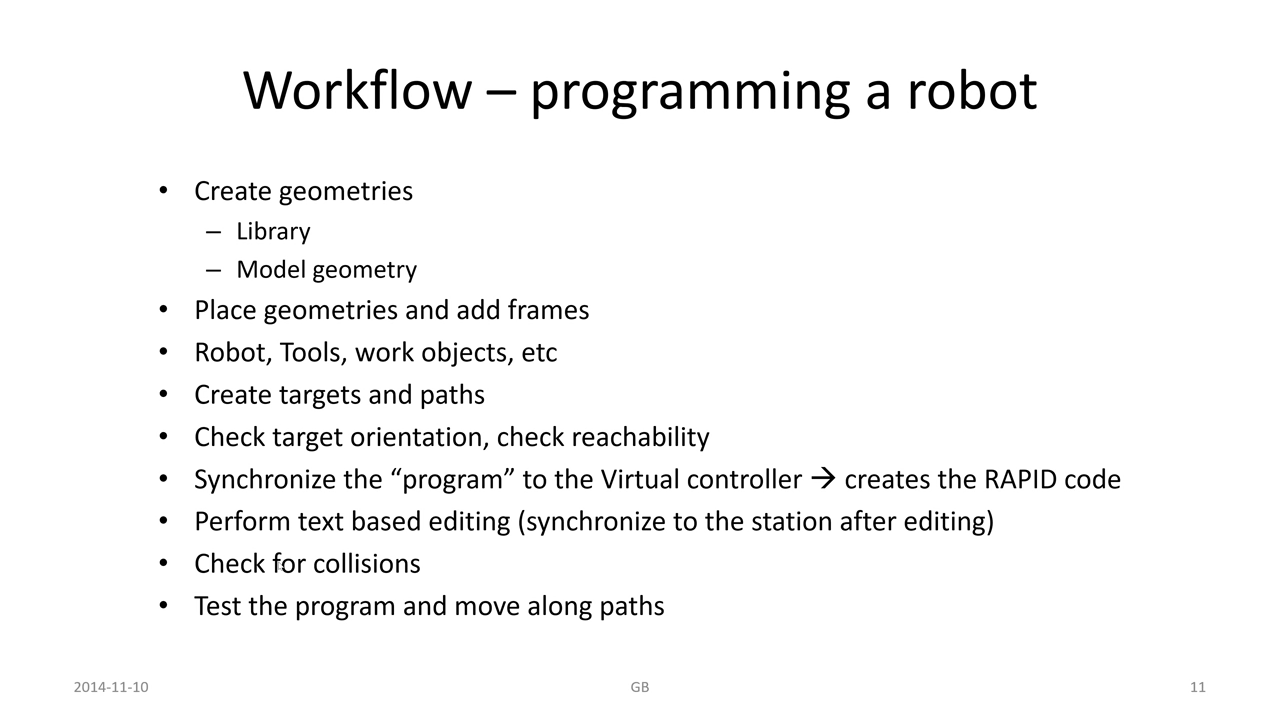 Workflow – programming a robot
• Create geometries
– Library
– Model geometry
• Place geometries and add frames
• Robot, Tools, work objects, etc
• Create targets and paths
• Check target orientation, check reachability
• Synchronize the “program” to the Virtual controller → creates the RAPID code
• Perform text based editing (synchronize to the station after editing)
• Check for collisions
• Test the program and move along paths
2014-11-10 GB 11